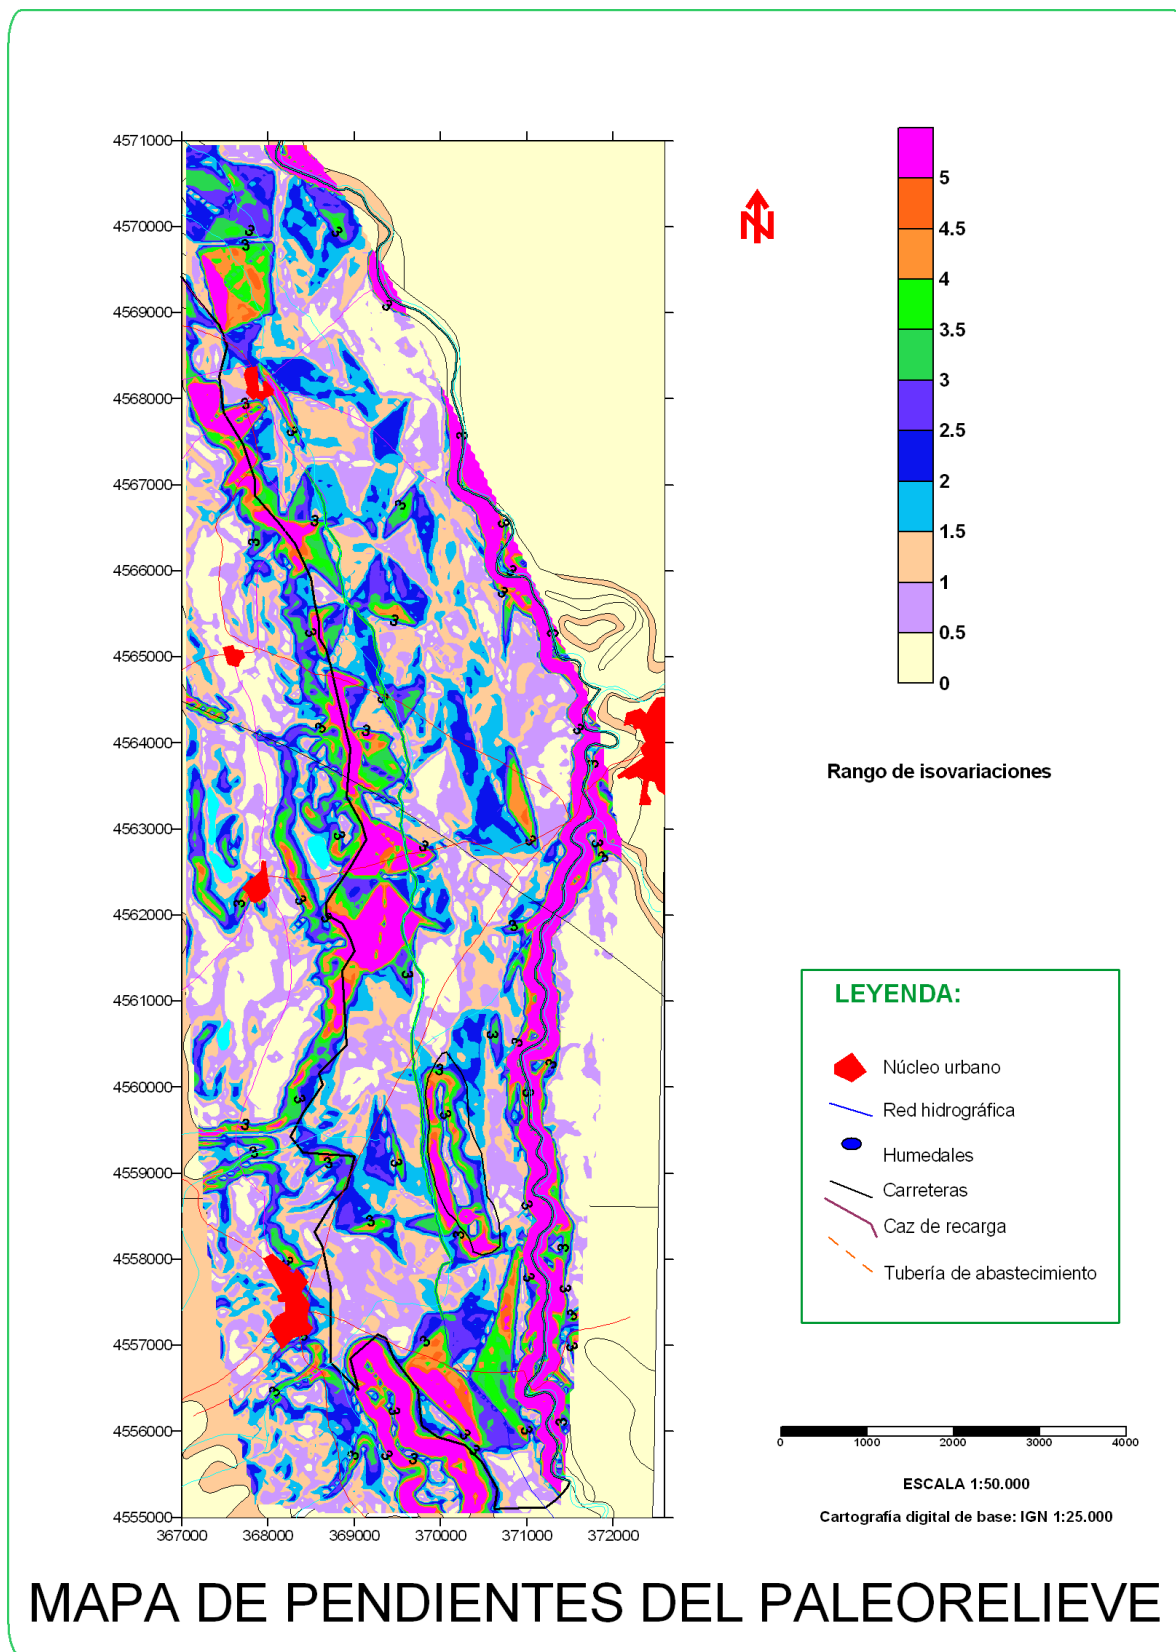 4571000
4570000
4569000
4568000
4567000
4566000
4565000
4564000
4563000
4562000
4561000
4560000
4559000
4558000
4557000
4556000
4555000
367000 368000 369000 370000 371000 372000
N
5
4.5
4
3.5
3
2.5
2
1.5
1
0.5
0
Rango de isovariaciones
LEYENDA:
Núcleo urbano
Red hidrográfica
Humedales
Carreteras
Caz de recarga
Tubería de abastecimiento
0 1000 2000 3000 4000
ESCALA 1:50.000
Cartografía digital de base: IGN 1:25.000
MAPA DE PENDIENTES DEL PALEORELIEVE